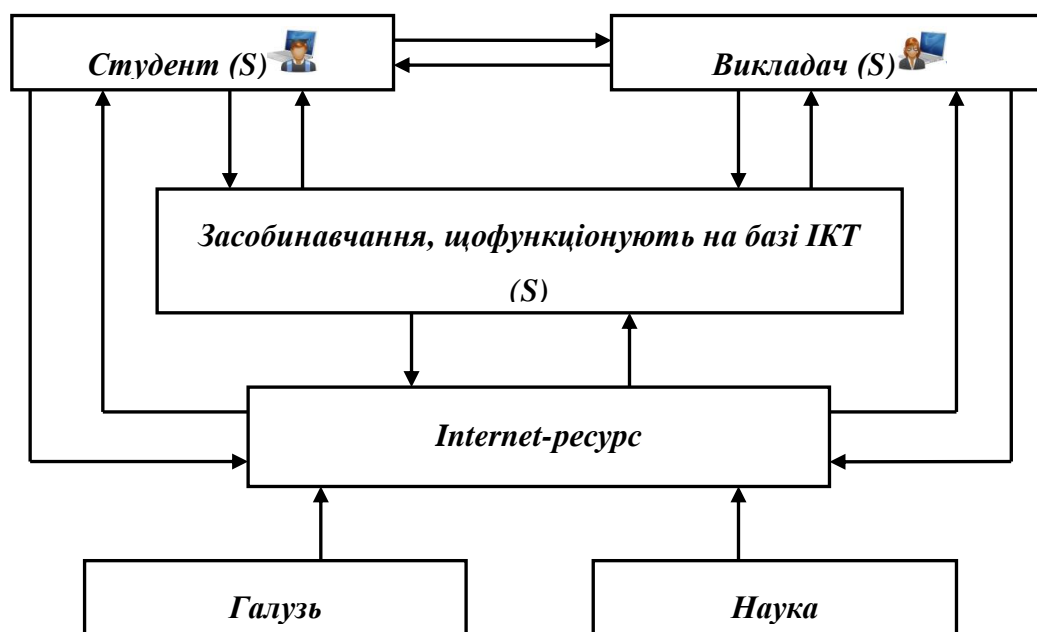 Студент (S)
Викладач (S)
Засобинавчання, щофункціонують на базі ІКТ
(S)
Internet-ресурс
Галузь
Наука